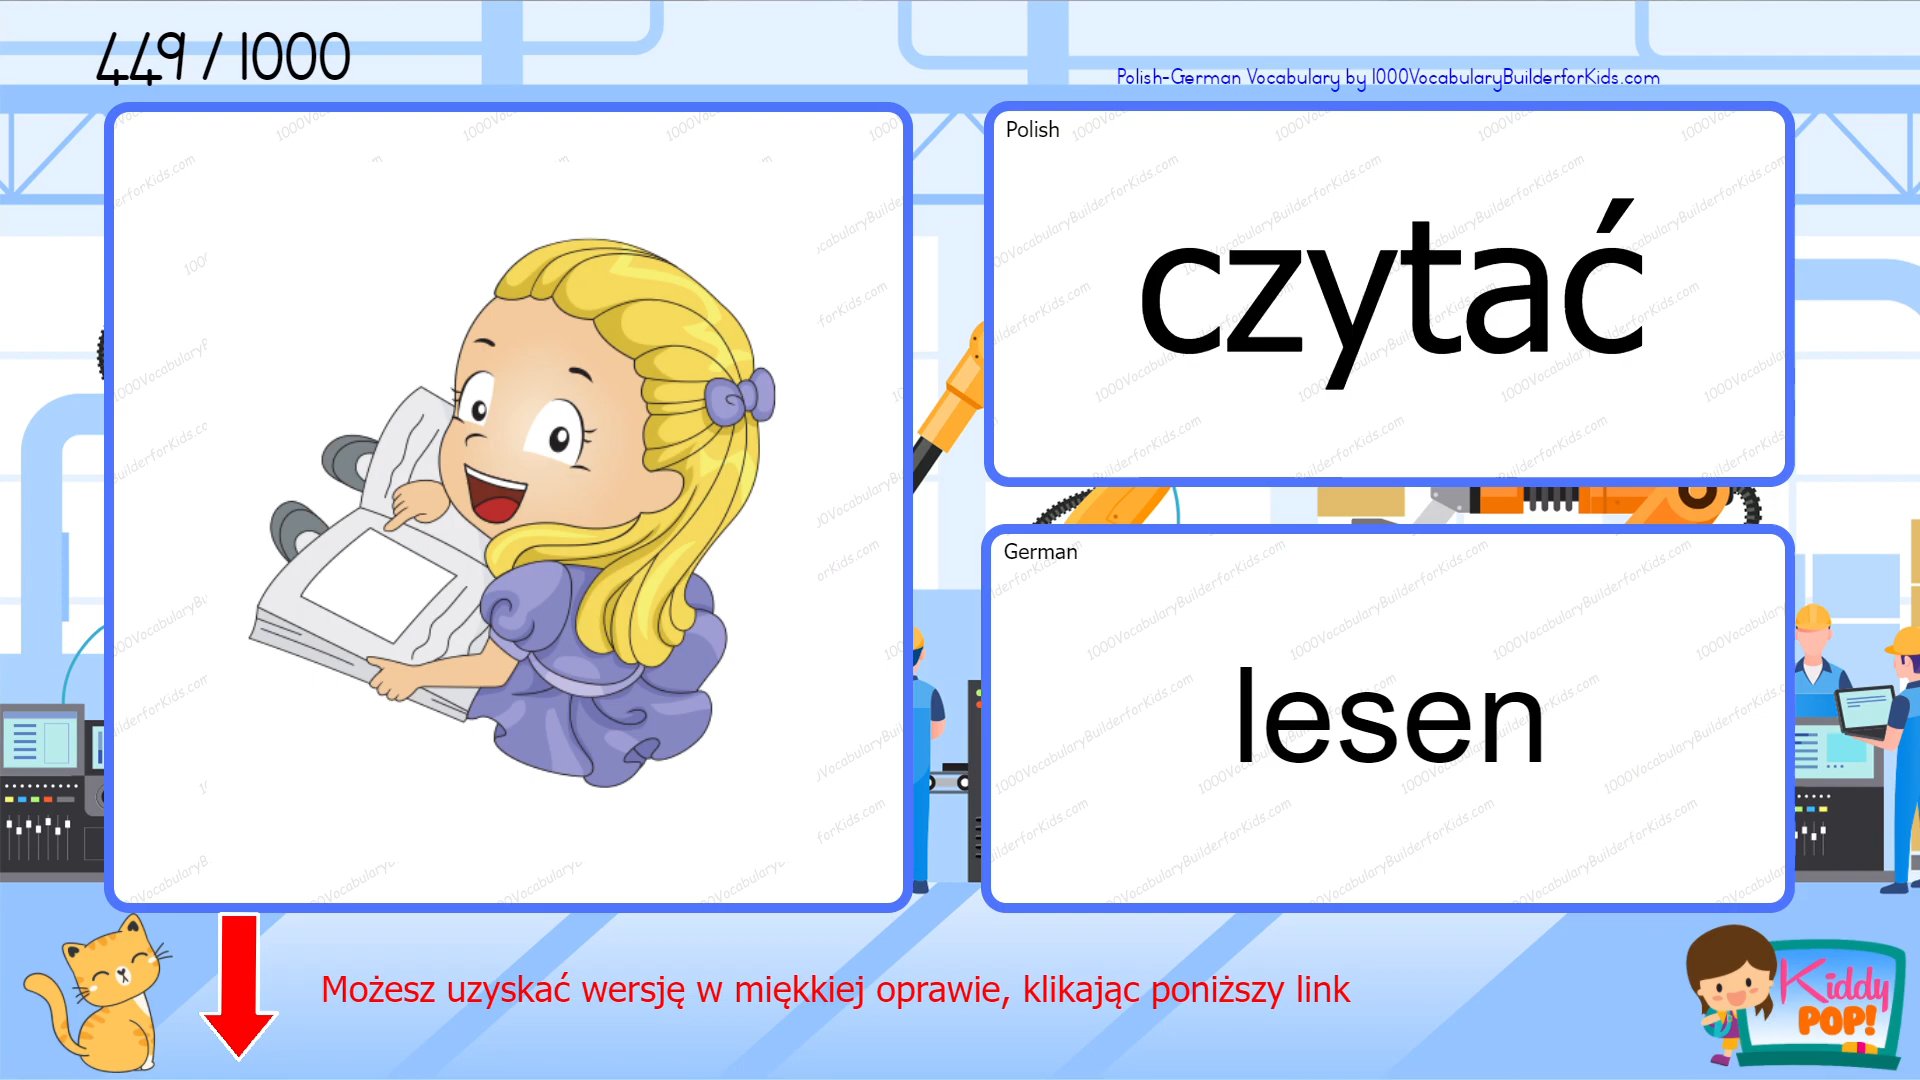 449 / 1000
Polish-German Vocabulary by 1000VocabularyBuilderforKids.com
Polish
czytać
German
lesen
Możesz uzyskać wersję w miękkiej oprawie, klikając poniższy link
Kiddy
POP!